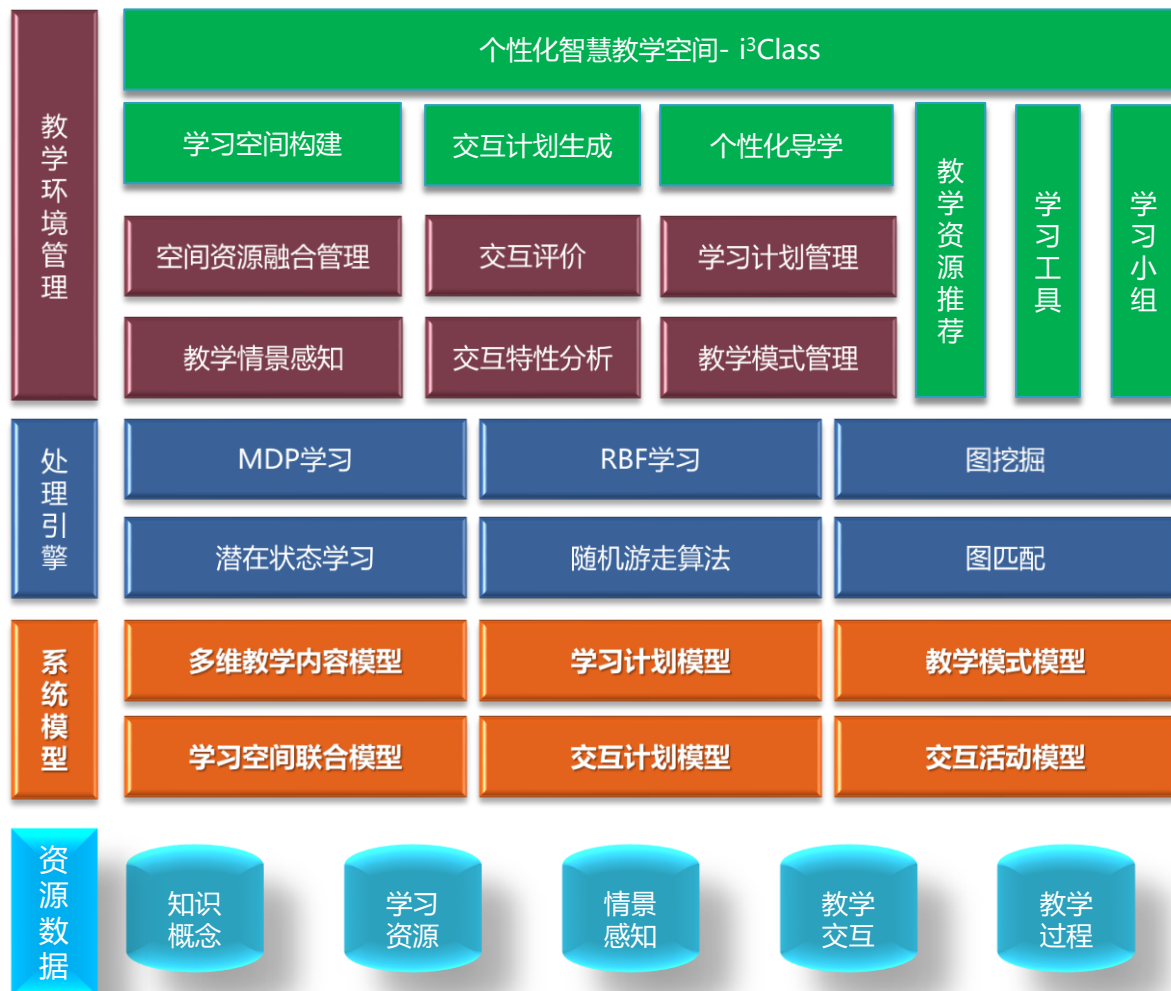 教学环境管理
个性化智慧教学空间- i³Class
学习空间构建
交互计划生成
个性化导学
教学资源推荐
学习工具
学习小组
空间资源融合管理
交互评价
学习计划管理
教学情景感知
交互特性分析
教学模式管理
处理引擎
MDP学习
RBF学习
图挖掘
潜在状态学习
随机游走算法
图匹配
系统模型
多维教学内容模型
学习计划模型
教学模式模型
学习空间联合模型
交互计划模型
交互活动模型
资源数据
知识
概念
学习
资源
情景
感知
教学
交互
教学
过程